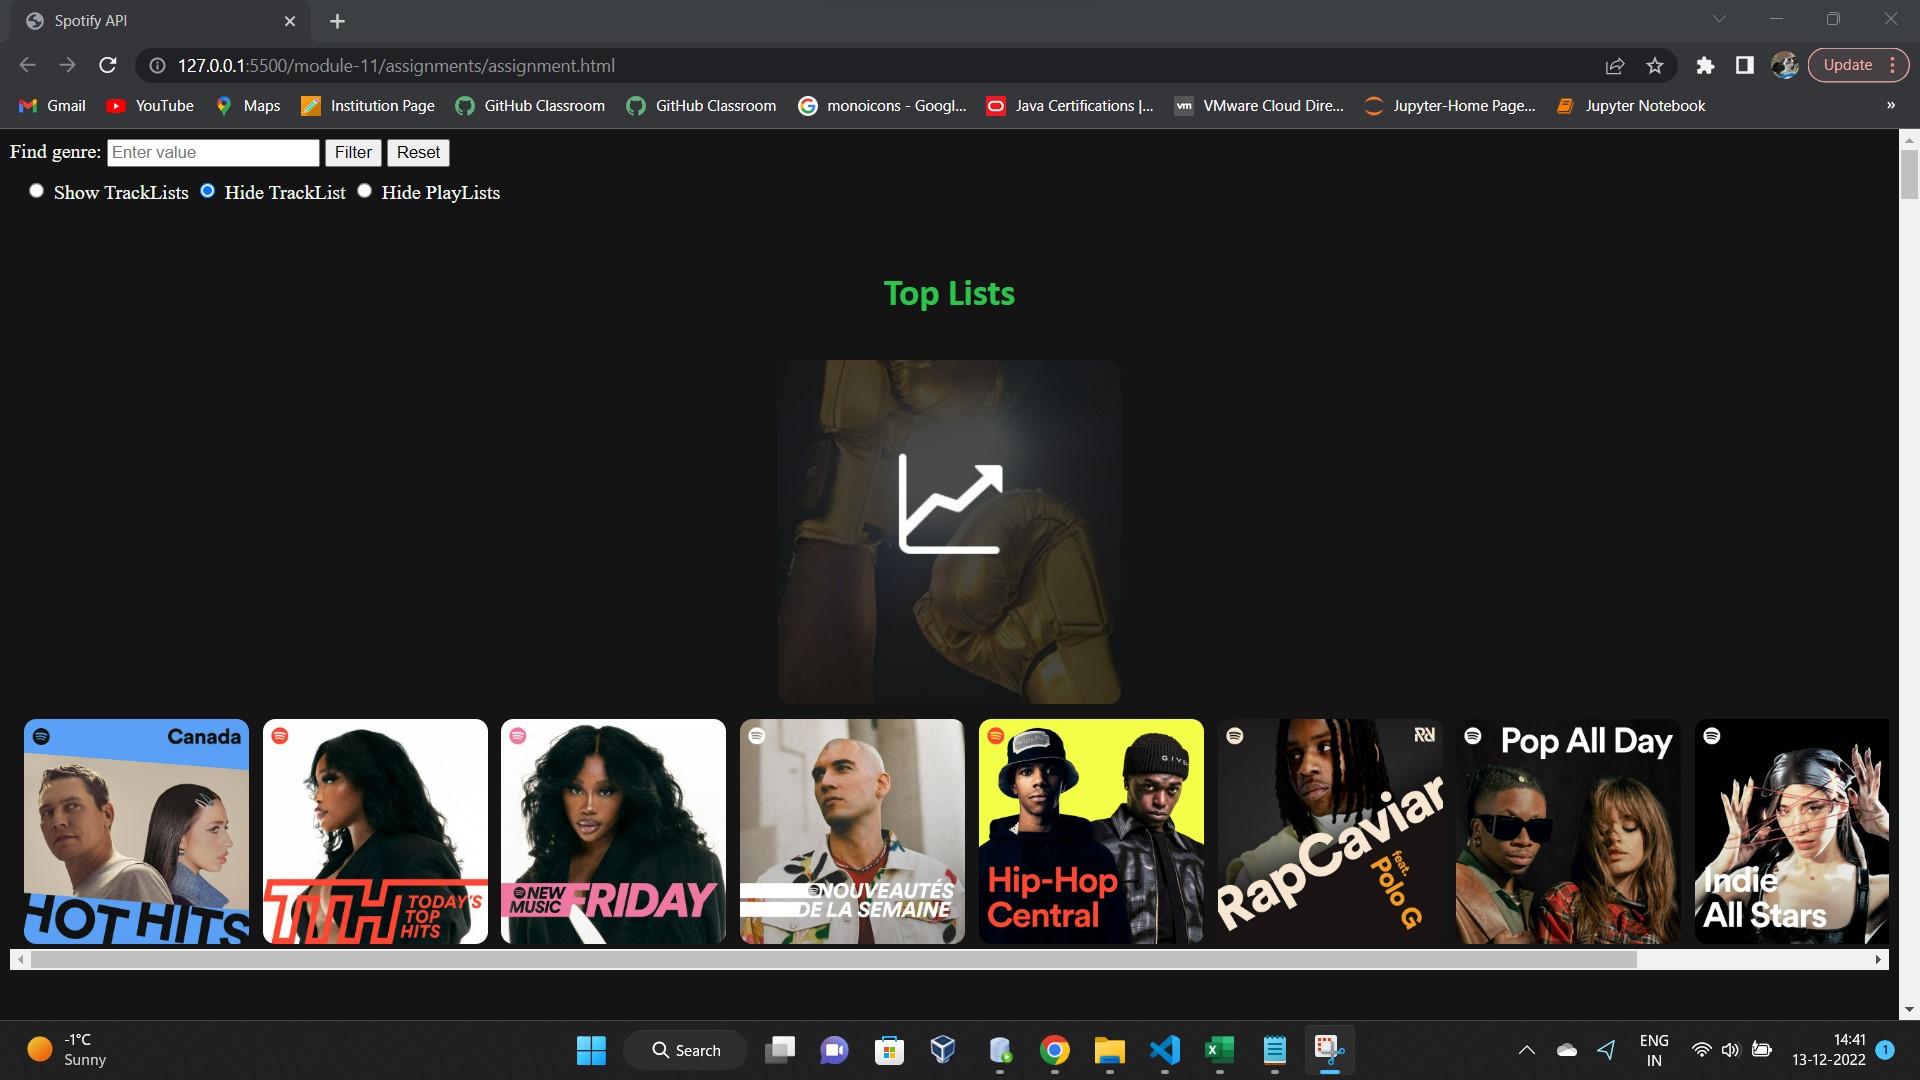 Spotify API
127.0.0.1:5500/module-11/assignments/assignment.html
Update
Gmail
YouTube
Maps
Institution Page
GitHub Classroom
GitHub Classroom
monoicons - Googl...
Java Certifications |...
vm
VMware Cloud Dire...
Jupyter-Home Page...
Jupyter Notebook
»
Find genre: Enter value Filter Reset
Show TrackLists Hide TrackList Hide PlayLists
Top Lists
Canada
HOT HITS
TTH TODAY'S
TOP
HITS
NEW
MUSIC FRIDAY
NOUVEAUTÉS
DE LA SEMAINE
Hip-Hop
Central
RapCaviar
feat.
Polo G
Pop All Day
Indie
All Stars
-1°C
Sunny
Search
ENG
IN
14:41
13-12-2022
1